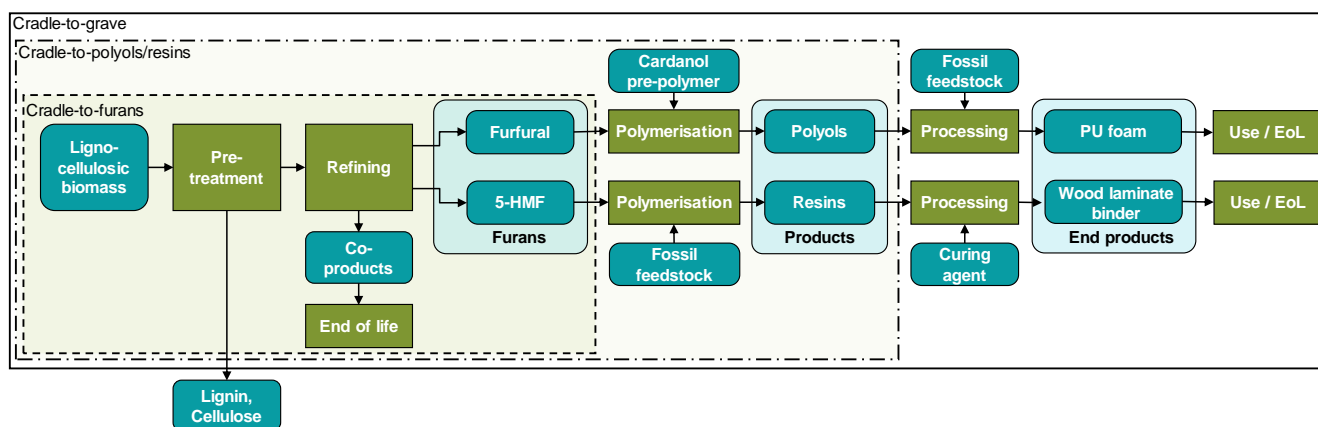 Cradle-to-grave
Cradle-to-polyols/resins
Cradle-to-furans
Ligno-
cellulosic
biomass
Pre-
treatment
Refining
Co-
products
End of life
Lignin,
Cellulose
Furfural
5-HMF
Furans
Cardanol
pre-polymer
Polymerisation
Polymerisation
Fossil
feedstock
Polyols
Resins
Products
Fossil
feedstock
Processing
Processing
Curing
agent
PU foam
Wood laminate
binder
End products
Use / EoL
Use / EoL